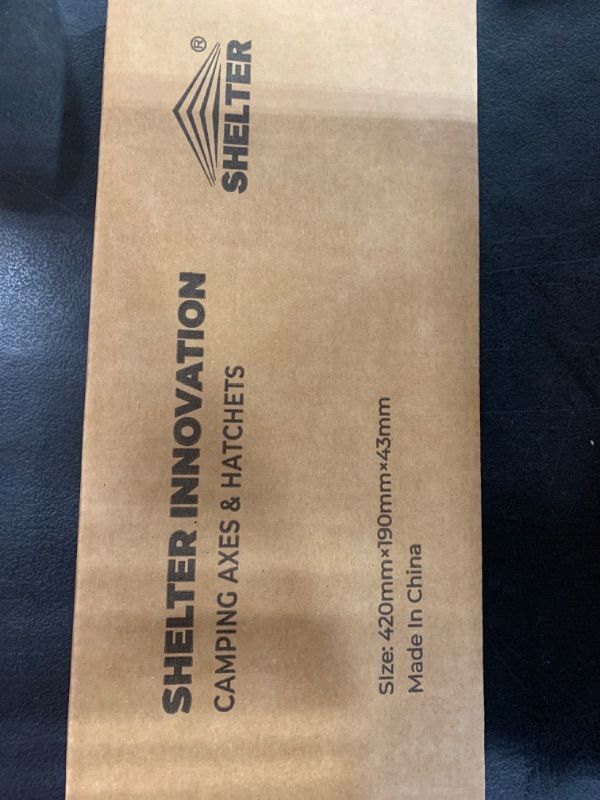 SHELTER INNOVATION
CAMPING AXES & HATCHETS
SHELTER®
SIze: 420mm×190mm×43mm
Made In China